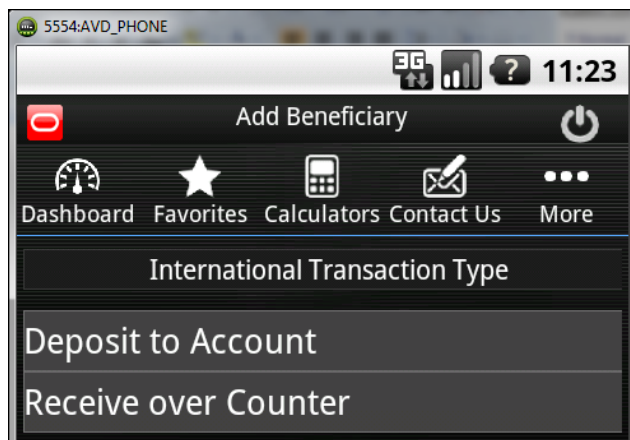 5554:AVD_PHONE
3G ? 11:23
Add Beneficiary
Dashboard Favorites Calculators Contact Us More
International Transaction Type
Deposit to Account
Receive over Counter